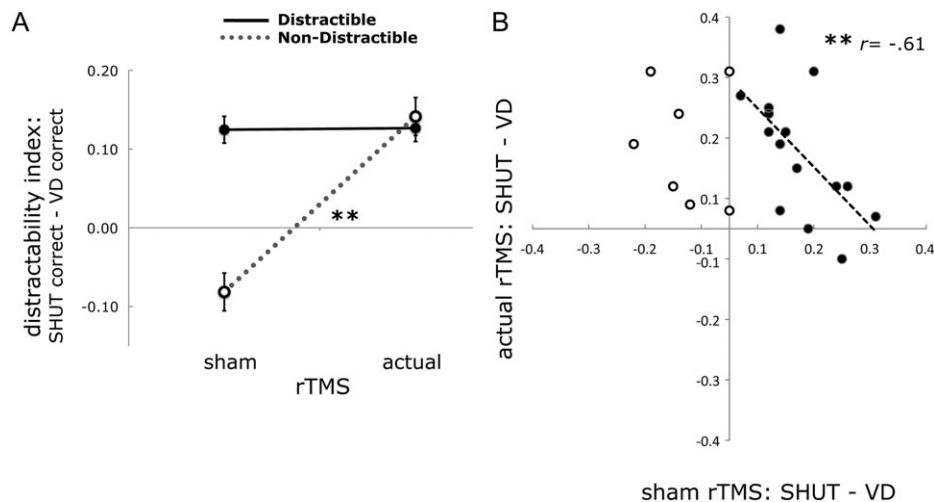 A
Distractible
Non-Distractible
distractability index:
SHUT correct - VD correct
0.20
0.10
0.00
-0.10
**
sham
actual
rTMS
B
** r= -.61
actual rTMS: SHUT - VD
0.4
0.3
0.2
0.1
-0.4
-0.3
-0.2
-0.1
0.1
0.2
0.3
0.4
-0.1
-0.2
-0.3
-0.4
sham rTMS: SHUT - VD